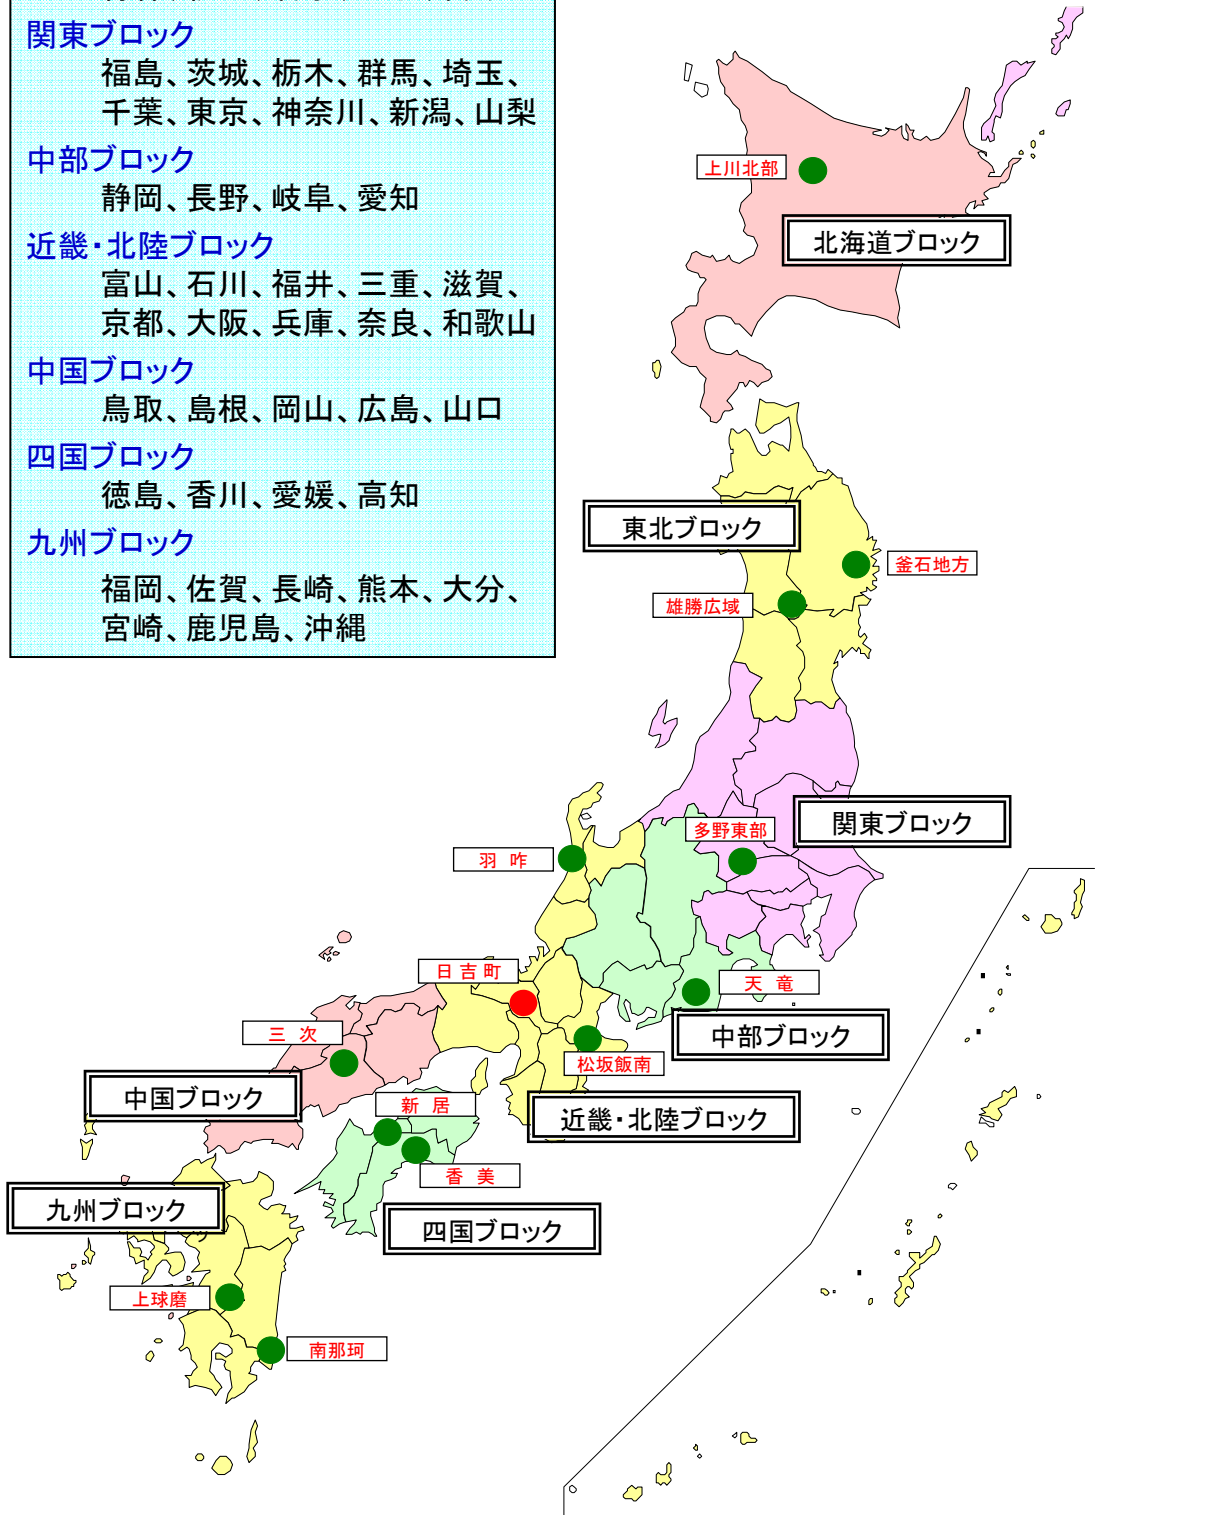 関東ブロック
福島、茨城、栃木、群馬、埼玉、
千葉、東京、神奈川、新潟、山梨
中部ブロック
静岡、長野、岐阜、愛知
近畿・北陸ブロック
富山、石川、福井、三重、滋賀、
京都、大阪、兵庫、奈良、和歌山
中国ブロック
鳥取、島根、岡山、広島、山口
四国ブロック
徳島、香川、愛媛、高知
九州ブロック
福岡、佐賀、長崎、熊本、大分、
宮崎、鹿児島、沖縄
上川北部
北海道ブロック
東北ブロック
釜石地方
雄勝広域
関東ブロック
多野東部
羽咋
日吉町
天竜
三次
中部ブロック
松坂飯南
中国ブロック
新居
近畿・北陸ブロック
香美
九州ブロック
四国ブロック
上球磨
南那珂